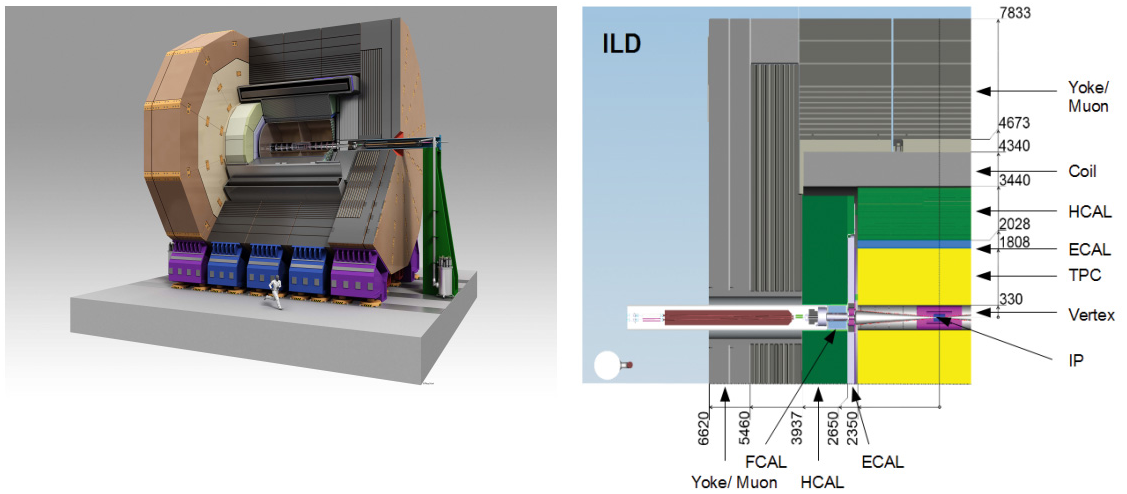 ILD
7833
Yoke/
Muon
4673
4340
Coil
3440
HCAL
2028
1808
ECAL
TPC
330
Vertex
IP
6620
5460
3937
2650
2350
FCAL
ECAL
Yoke/ Muon
HCAL